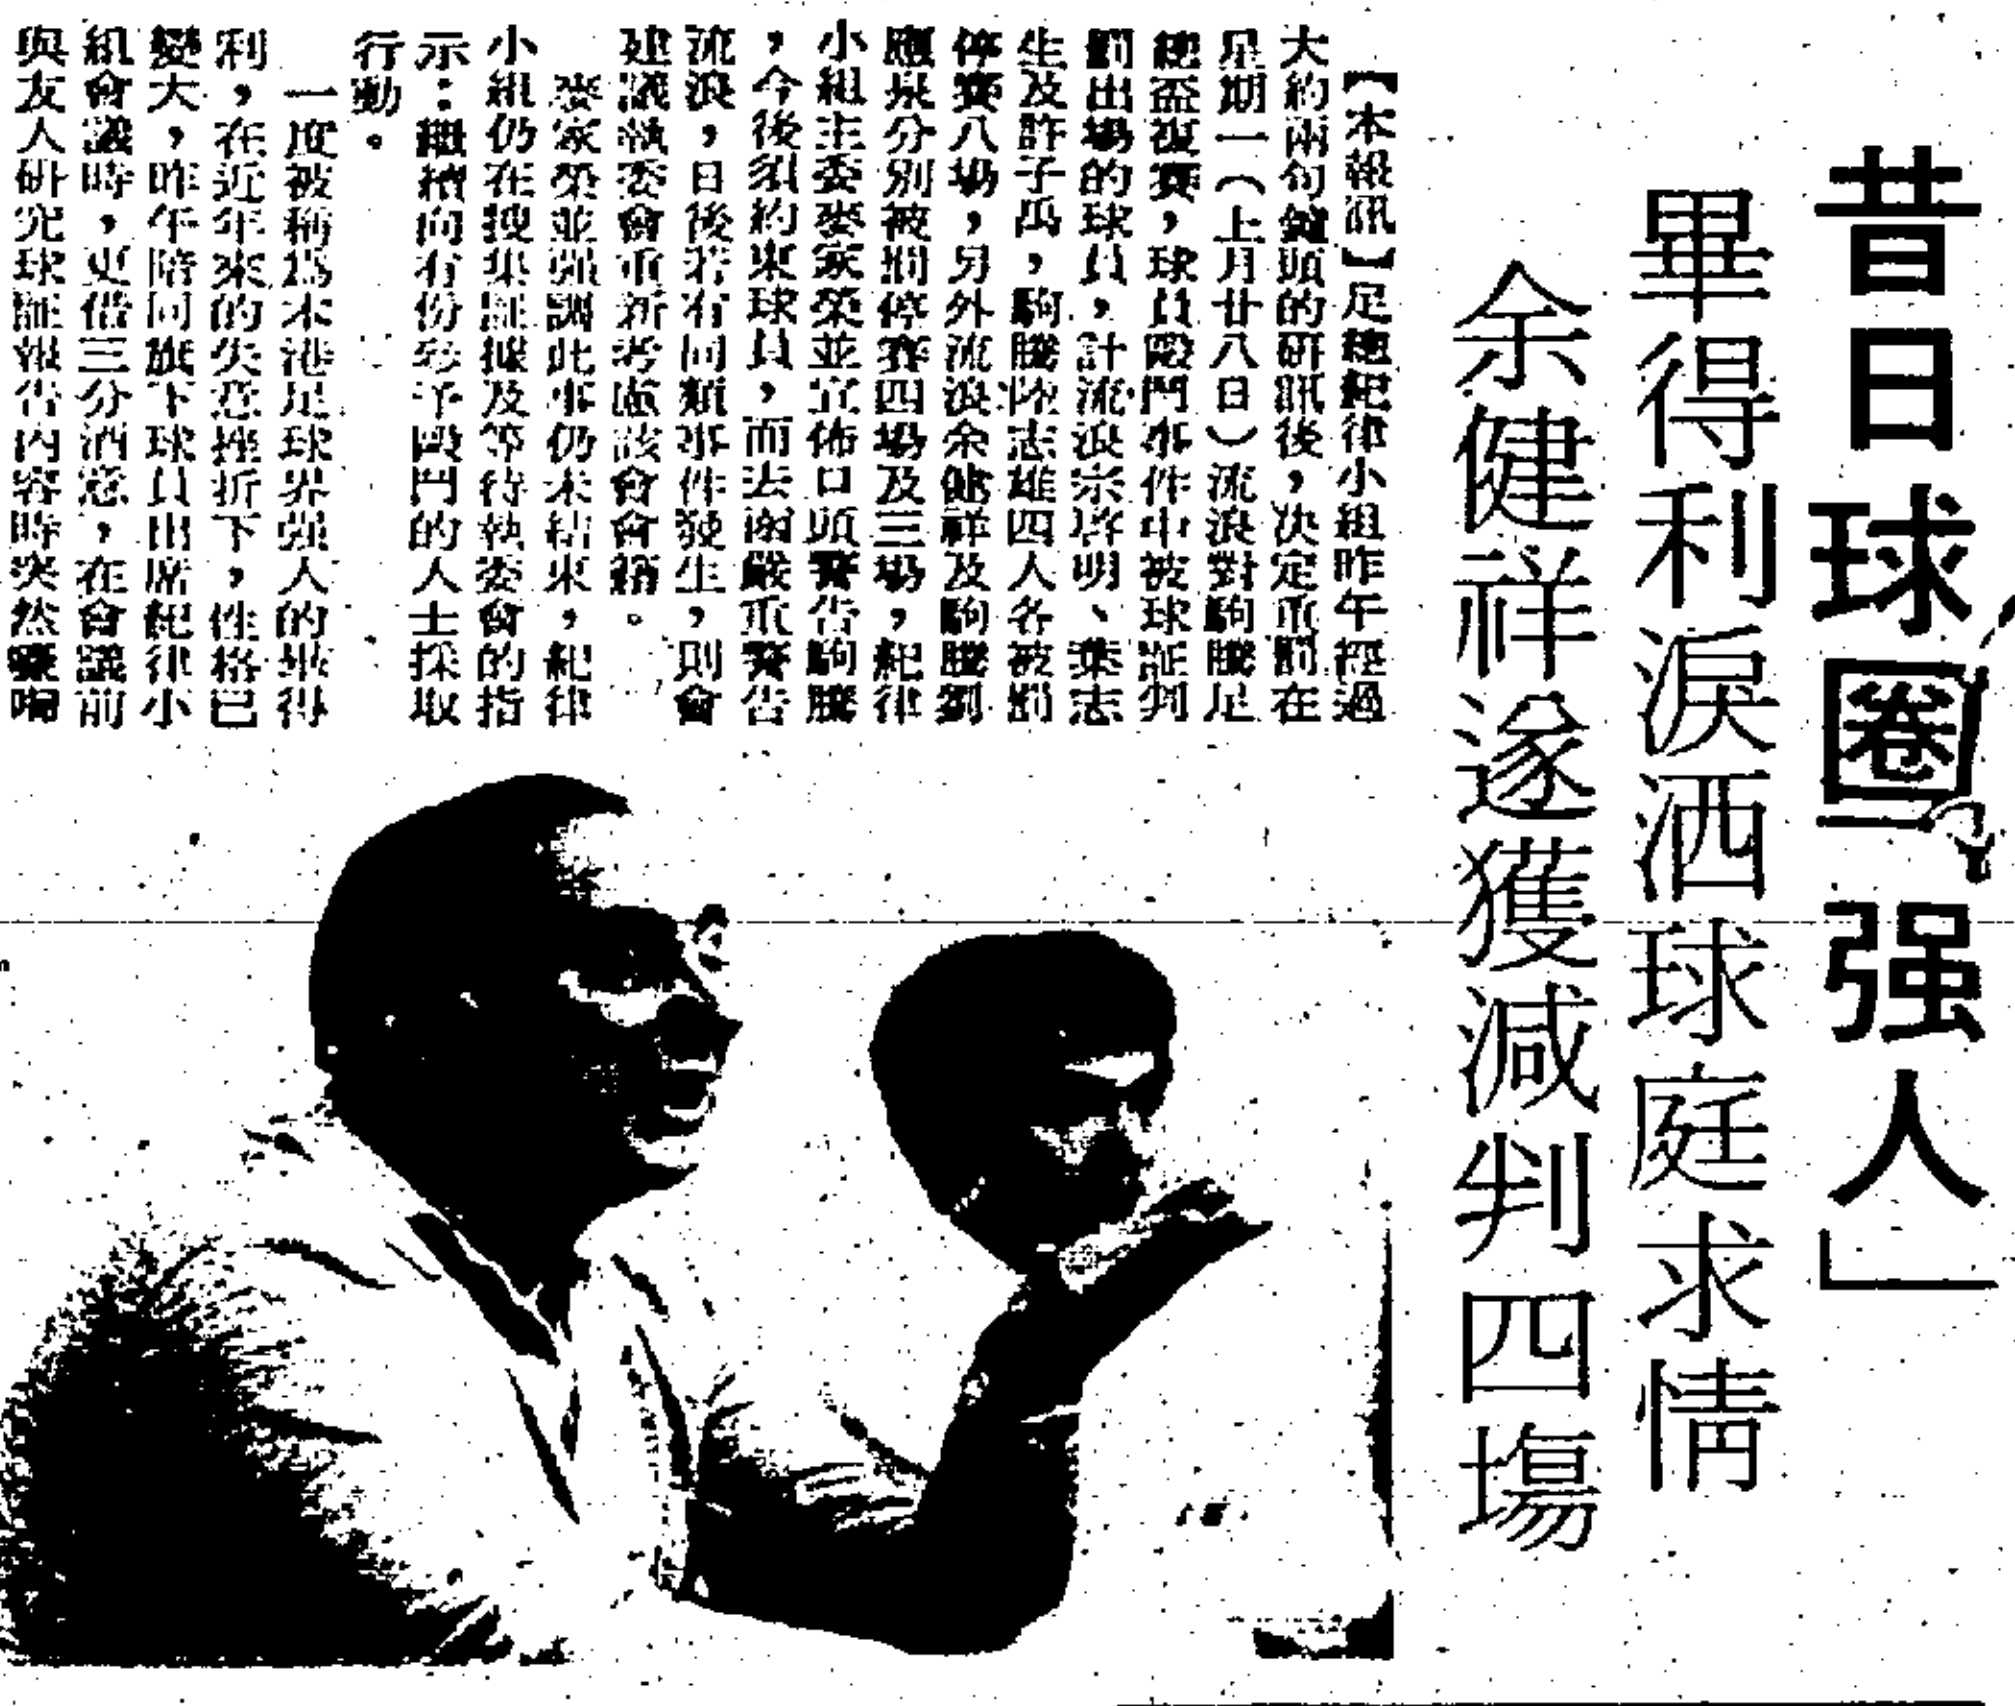 昔日球圈强人」
畢得利淚洒球庭求情
余健祥遂獲減判四塲
【本報訊】足總紀律小組昨午經過
大約兩句鐘頭的研訊後，决定重罰在
星期一（上月廿八日）流浪對駒騰足
總盃復賽，球員毆鬥事件中被球証判
罰出場的球員，計流浪宗啓明、葉志
生及許子禹，駒騰陸志雄四人各被罰
停賽八場，另外流浪余健祥及駒騰劉
應泉分別被罰停賽四場及三場，紀律
小組主委麥家榮並宣佈口頭警告駒騰
，今後須約束球員，而去函嚴重警告
流浪，日後若有同類事件發生，則會
建議執委會重新考慮該會會籍。
麥家榮並强調此事仍未結束，紀律
小組仍在搜集証據及等待執委會的指
示：繼續向有份參予毆鬥的人士採取
行動。
一度被稱爲本港足球界强人的畢得
利，在近年來的失意挫折下，性格已
變大，昨午陪同旗下球員出席紀律小
組會議時，更借三分酒意，在會議前
與友人研究球証報告內容時突然嚎啕